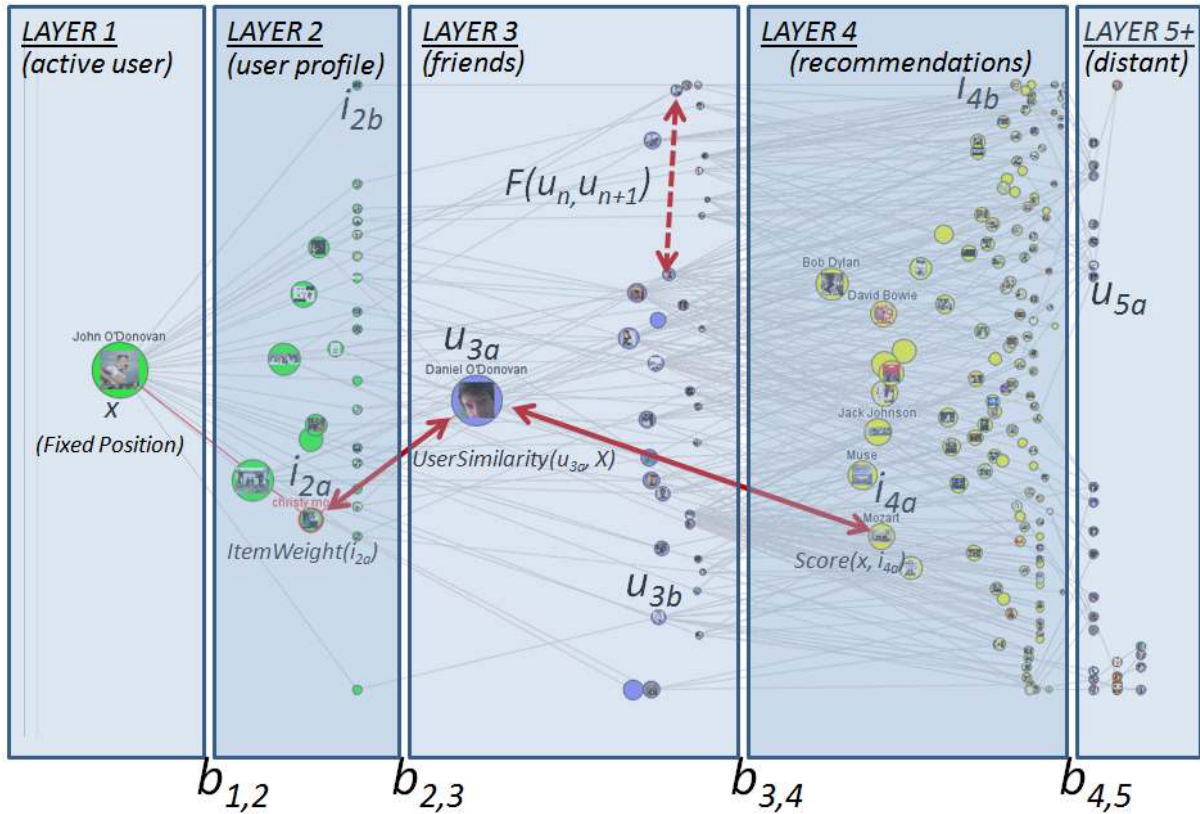 LAYER 1
(active user)
John O'Donovan
x
(Fixed Position)
LAYER 2
(user profile)
i2b
i2a
ItemWeight(i2a)
LAYER 3
(friends)
F(un,un+1)
u3a
Daniel O'Donovan
UserSimilarity(u3a, X)
u3b
LAYER 4
(recommendations)
i4b
Bob Dylan
David Bowie
Jack Johnson
Muse
i4a
Mozart
Score(x, i4a)
LAYER 5+
(distant)
u5a
b1,2
b2,3
b3,4
b4,5